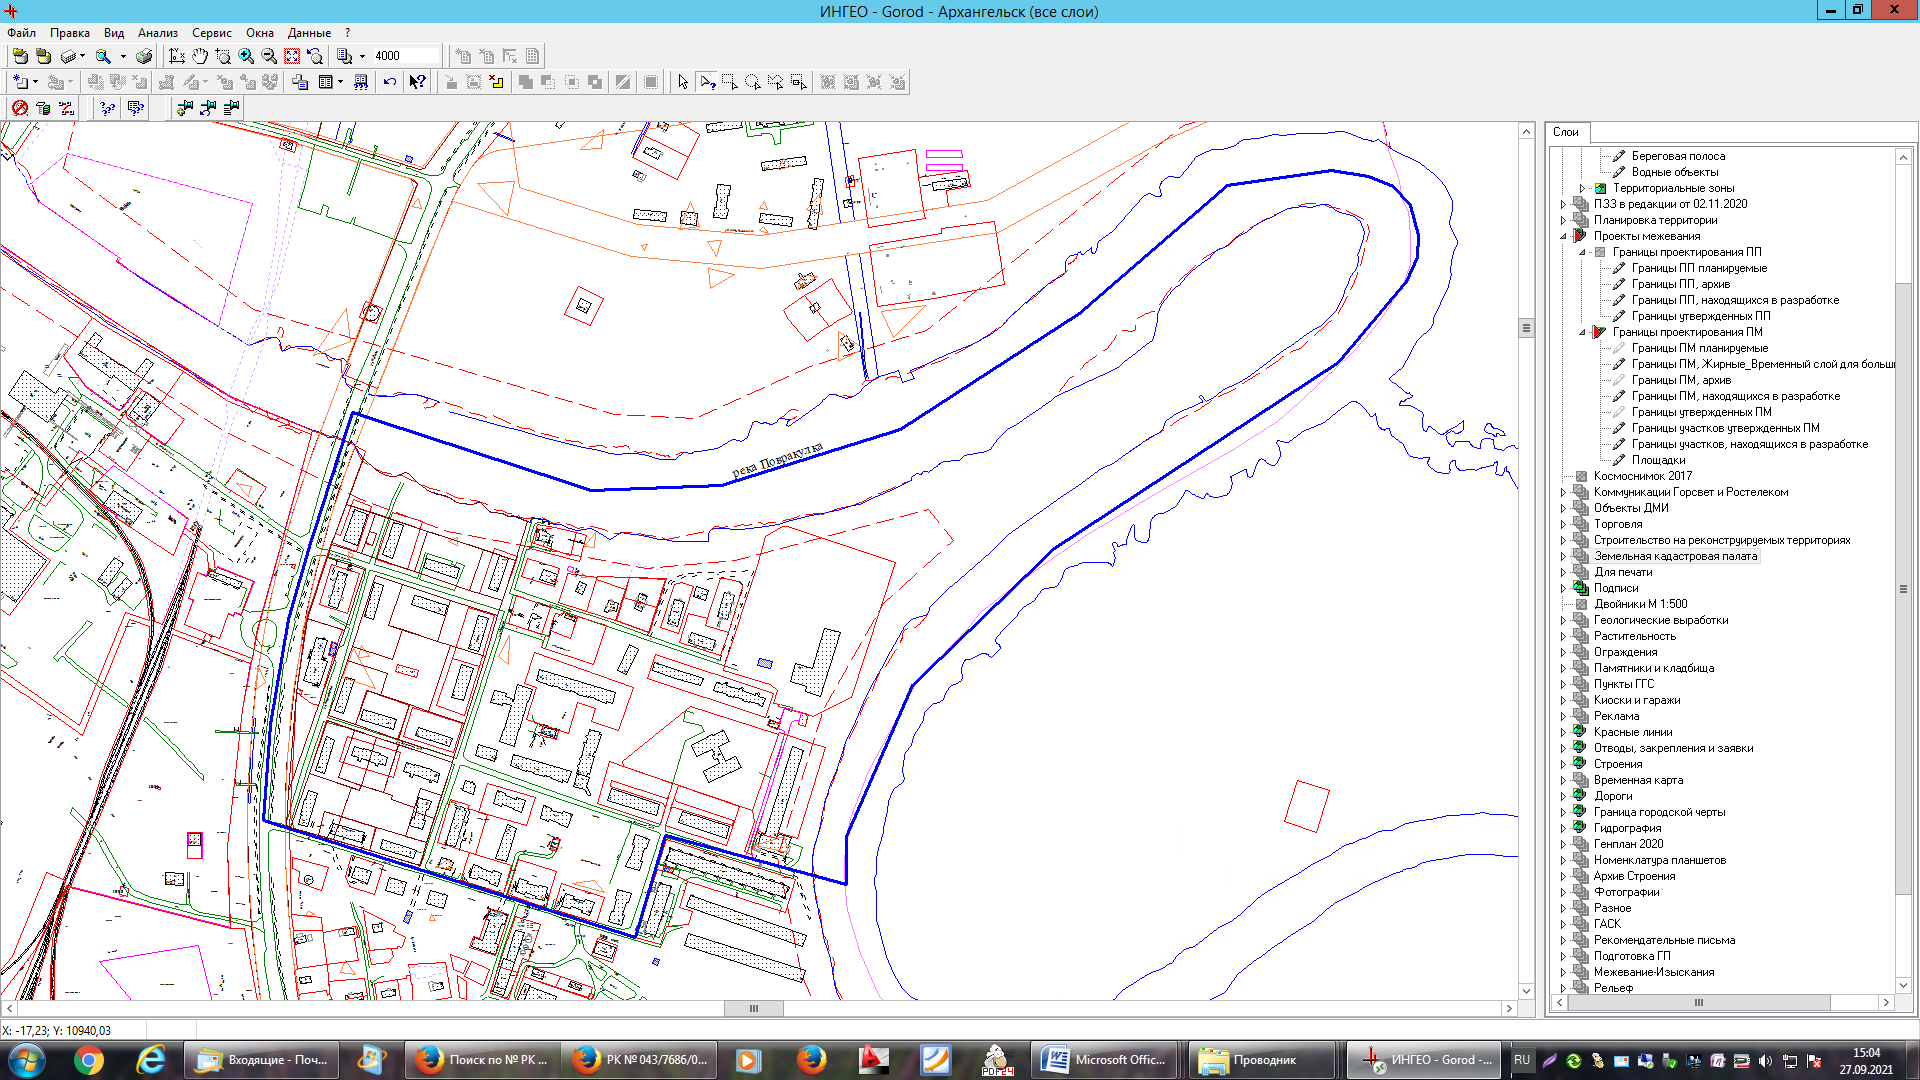 ИНГЕО - Gorod - Архангельск (все слои)
Файл Правка Вид Анализ Сервис Окна Данные ?
4000
река Повракулка
Слои
Береговая полоса
Водные объекты
Территориальные зоны
ПЗЗ в редакции от 02.11.2020
Планировка территории
Проекты межевания
Границы проектирования ПП
Границы ПП планируемые
Границы ПП, архив
Границы ПП, находящихся в разработке
Границы утвержденных ПП
Границы проектирования ПМ
Границы ПМ планируемые
Границы ПМ, Жирные_Временный слой для больши
Границы ПМ, архив
Границы ПМ, находящихся в разработке
Границы утвержденных ПМ
Границы участков утвержденных ПМ
Границы участков, находящихся в разработке
Площадки
Космоснимок 2017
Коммуникации Горсвет и Ростелеком
Объекты ДМИ
Торговля
Строительство на реконструируемых территориях
Земельная кадастровая палата
Для печати
Подписи
Двойники М 1:500
Геологические выработки
Растительность
Ограждения
Памятники и кладбища
Пункты ГГС
Киоски и гаражи
Реклама
Красные линии
Отводы, закрепления и заявки
Строения
Временная карта
Дороги
Граница городской черты
Гидрография
Генплан 2020
Номенклатура планшетов
Архив Строения
Фотографии
Разное
ГАСК
Рекомендательные письма
Подготовка ГП
Межевание-Изыскания
Рельеф
X: -17,23; Y: 10940,03
Входящие - Поч...
Поиск по № РК ...
РК № 043/7686/0...
PDF24
Microsoft Offic...
Проводник
ИНГЕО - Gorod -...
RU
15:04
27.09.2021